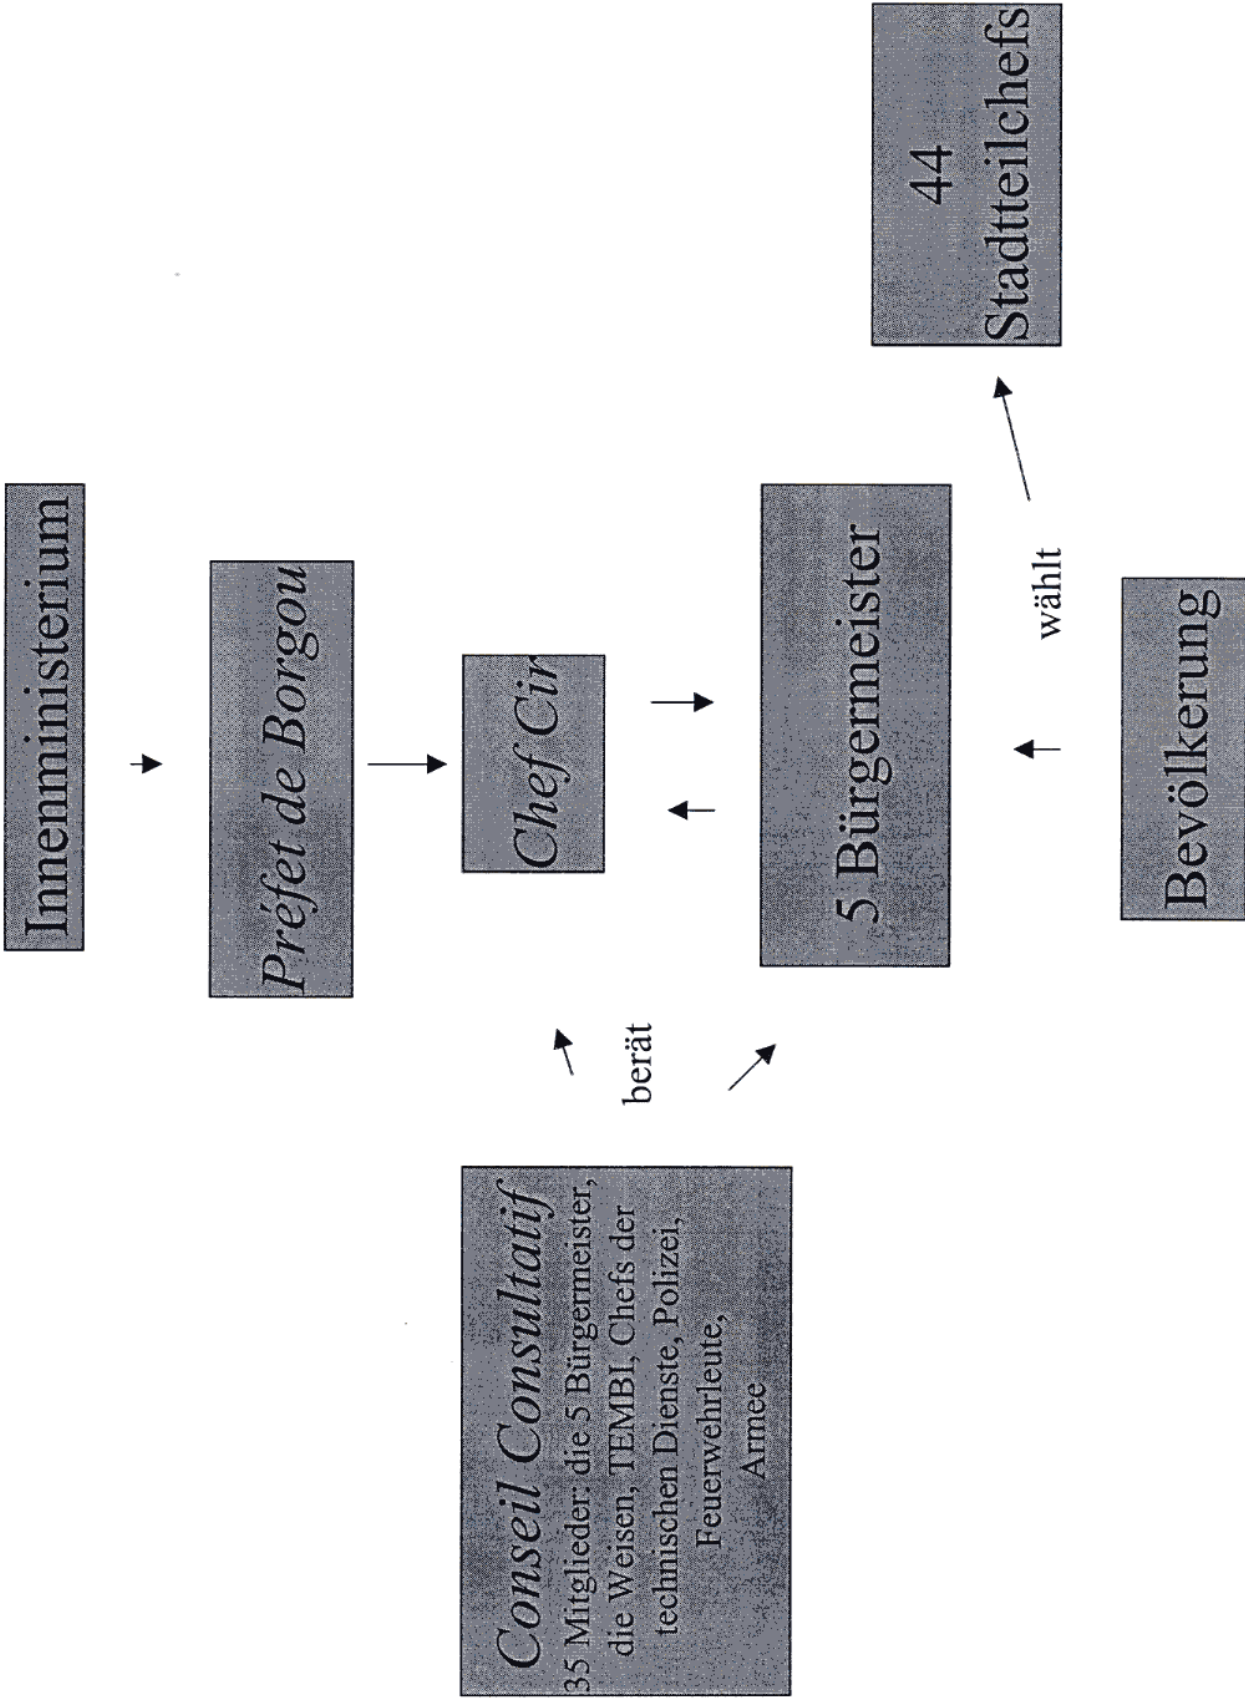 Innenministerium
Préfet de Borgou
Chef Cir
Conseil Consultatif
35 Mitglieder: die 5 Bürgermeister,
die Weisen, TEMBI, Chefs der
technischen Dienste, Polizei,
Feuerwehrleute,
Armee
berät
5 Bürgermeister
44
Stadtteilchefs
wählt
Bevölkerung